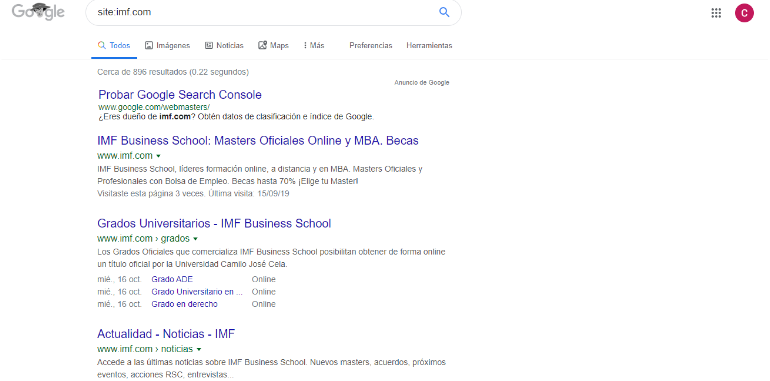 Google
site:imf.com
C
Todos Imágenes Noticias Maps Más Preferencias Herramientas
Cerca de 896 resultados (0,22 segundos)
Anuncio de Google
Probar Google Search Console
www.google.com/webmasters/
¿Eres dueño de imf.com? Obtén datos de clasificación e índice de Google.
IMF Business School: Masters Oficiales Online y MBA. Becas
www.imf.com
IMF Business School, líderes formación online, a distancia y en MBA. Masters Oficiales y
Profesionales con Bolsa de Empleo. Becas hasta 70% ¡Elige tu Master!
Visitaste esta página 3 veces. Última visita: 15/09/19
Grados Universitarios - IMF Business School
www.imf.com › grados
Los Grados Oficiales que comercializa IMF Business School posibilitan obtener de forma online
un título oficial por la Universidad Camilo José Cela.
mié., 16 oct. Grado ADE Online
mié., 16 oct. Grado Universitario en ... Online
mié., 16 oct. Grado en derecho Online
Actualidad - Noticias - IMF
www.imf.com › noticias
Accede a las últimas noticias sobre IMF Business School. Nuevos masters, acuerdos, próximos
eventos, acciones RSC, entrevistas...